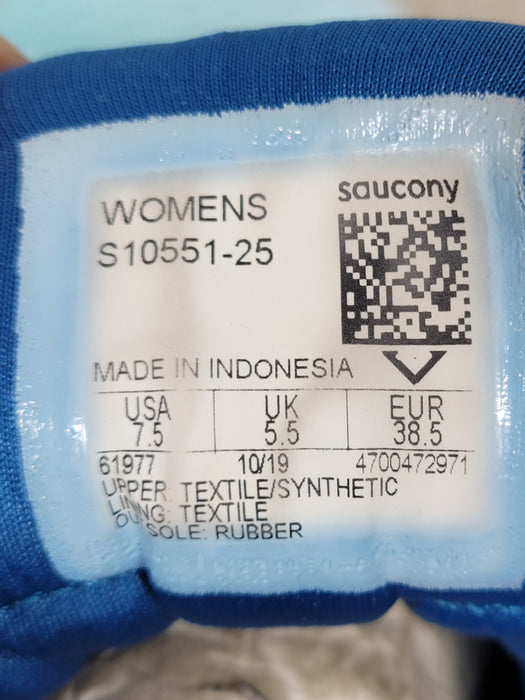 WOMENS
saucony
S10551-25
MADE IN INDONESIA
USA UK EUR
7.5 5.5 38.5
61977 10/19 4700472971
UPPER: TEXTILE/SYNTHETIC
LINING: TEXTILE
OUTSOLE: RUBBER